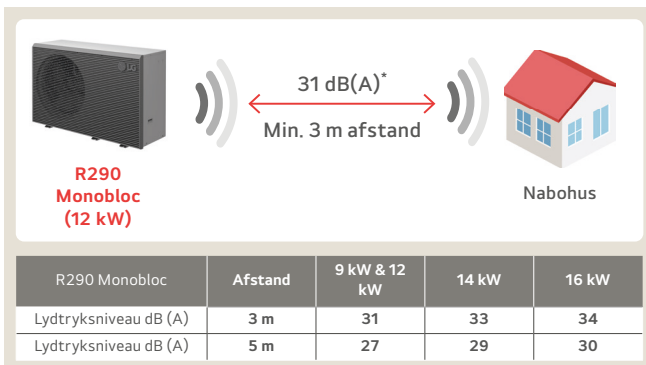 LG
31 dB(A)*
Min. 3 m afstand
R290
Monobloc
(12 kW)
Nabohus
R290 Monobloc Afstand 9 kW & 12 kW 14 kW 16 kW
Lydtryksniveau dB (A) 3 m 31 33 34
Lydtryksniveau dB (A) 5 m 27 29 30